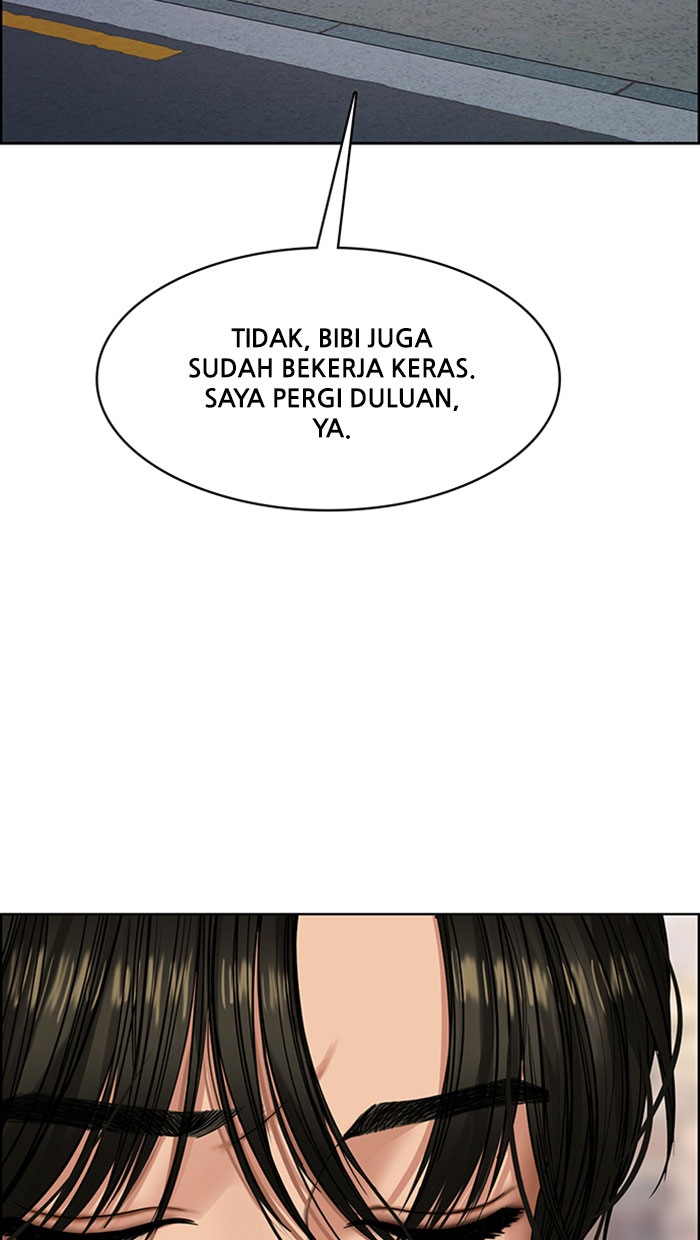 TIDAK, BIBI JUGA
SUDAH BEKERJA KERAS.
SAYA PERGI DULUAN,
YA.